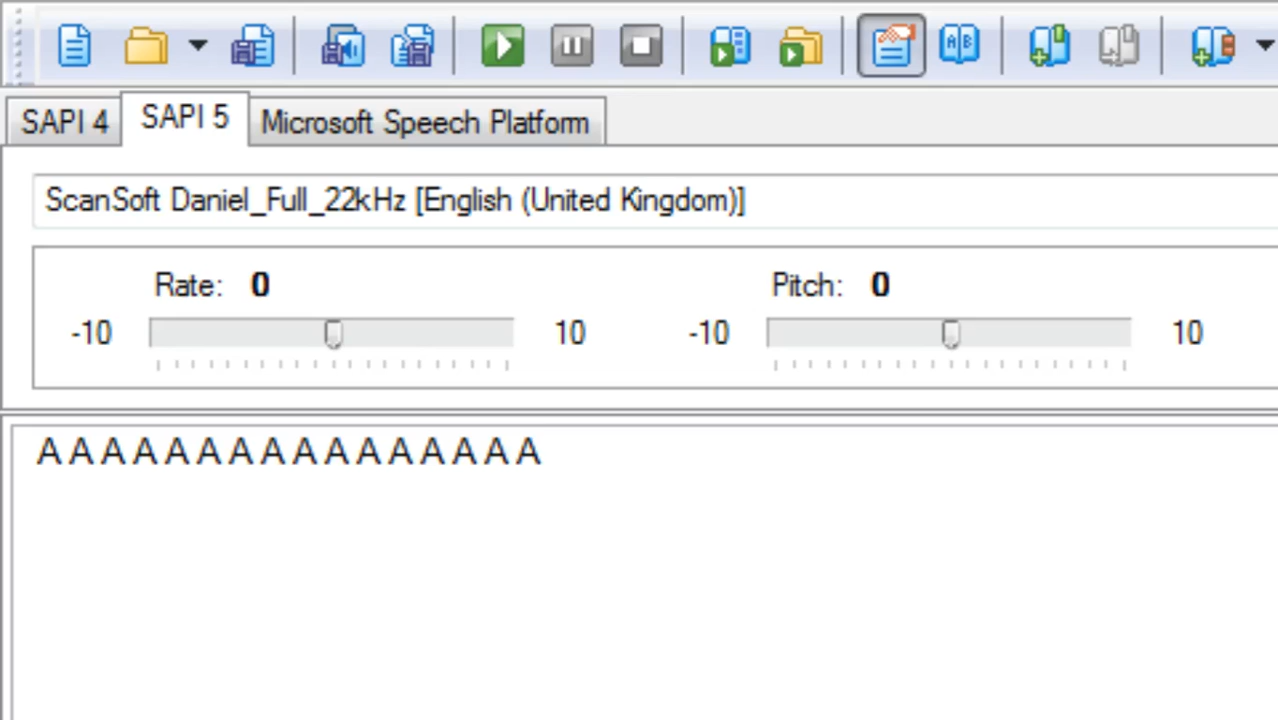 SAPI 4 SAPI 5 Microsoft Speech Platform
ScanSoft Daniel_Full_22kHz [English (United Kingdom)]
Rate: 0 Pitch: 0
-10 10 -10 10
A A A A A A A A A A A A A A A A